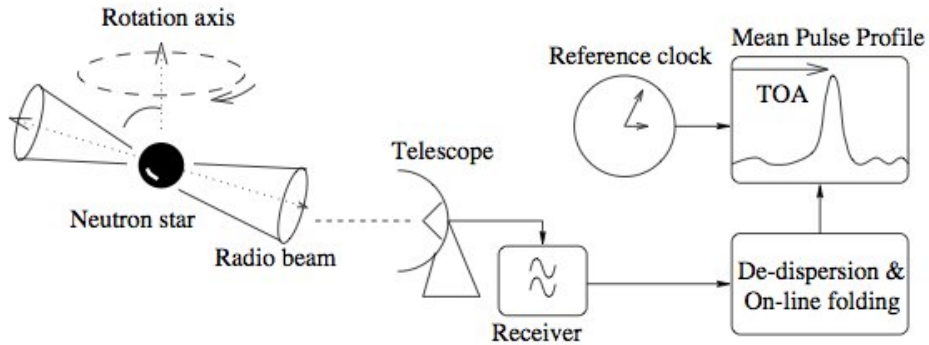 Rotation axis
Neutron star
Radio beam
Telescope
Receiver
Reference clock
Mean Pulse Profile
TOA
De-dispersion &
On-line folding